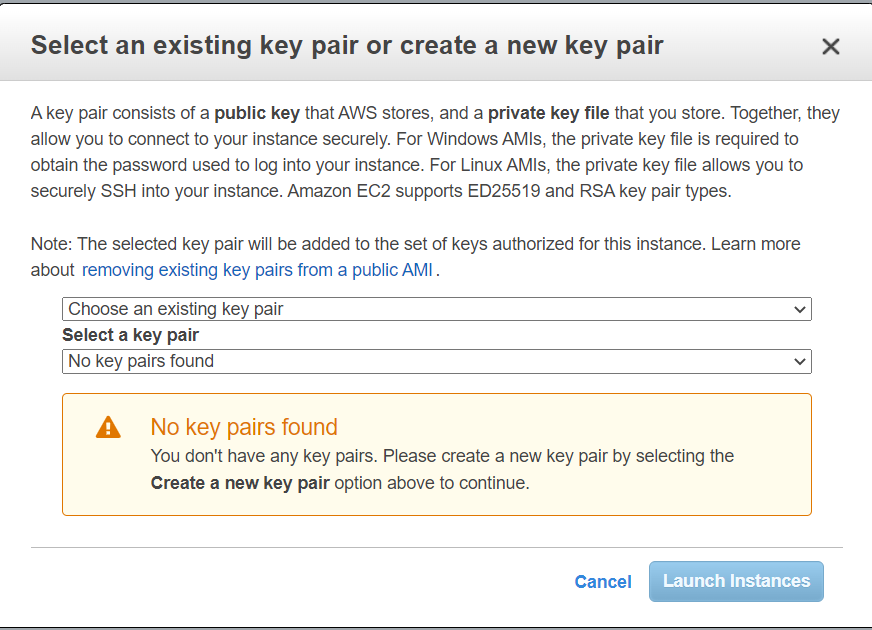 Select an existing key pair or create a new key pair
A key pair consists of a public key that AWS stores, and a private key file that you store. Together, they
allow you to connect to your instance securely. For Windows AMIs, the private key file is required to
obtain the password used to log into your instance. For Linux AMIs, the private key file allows you to
securely SSH into your instance. Amazon EC2 supports ED25519 and RSA key pair types.
Note: The selected key pair will be added to the set of keys authorized for this instance. Learn more
about removing existing key pairs from a public AMI.
Choose an existing key pair
Select a key pair
No key pairs found
No key pairs found
You don't have any key pairs. Please create a new key pair by selecting the
Create a new key pair option above to continue.
Cancel Launch Instances